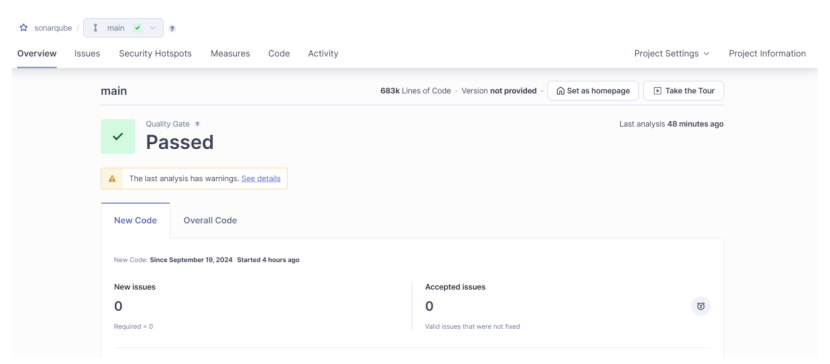 sonarqube / main
Overview Issues Security Hotspots Measures Code Activity Project Settings Project Information
main 683k Lines of Code · Version not provided · Set as homepage Take the Tour
Quality Gate ? Last analysis 48 minutes ago
Passed
The last analysis has warnings. See details
New Code Overall Code
New Code: Since September 19, 2024 Started 4 hours ago
New issues Accepted issues
0 0
Required = 0 Valid issues that were not fixed